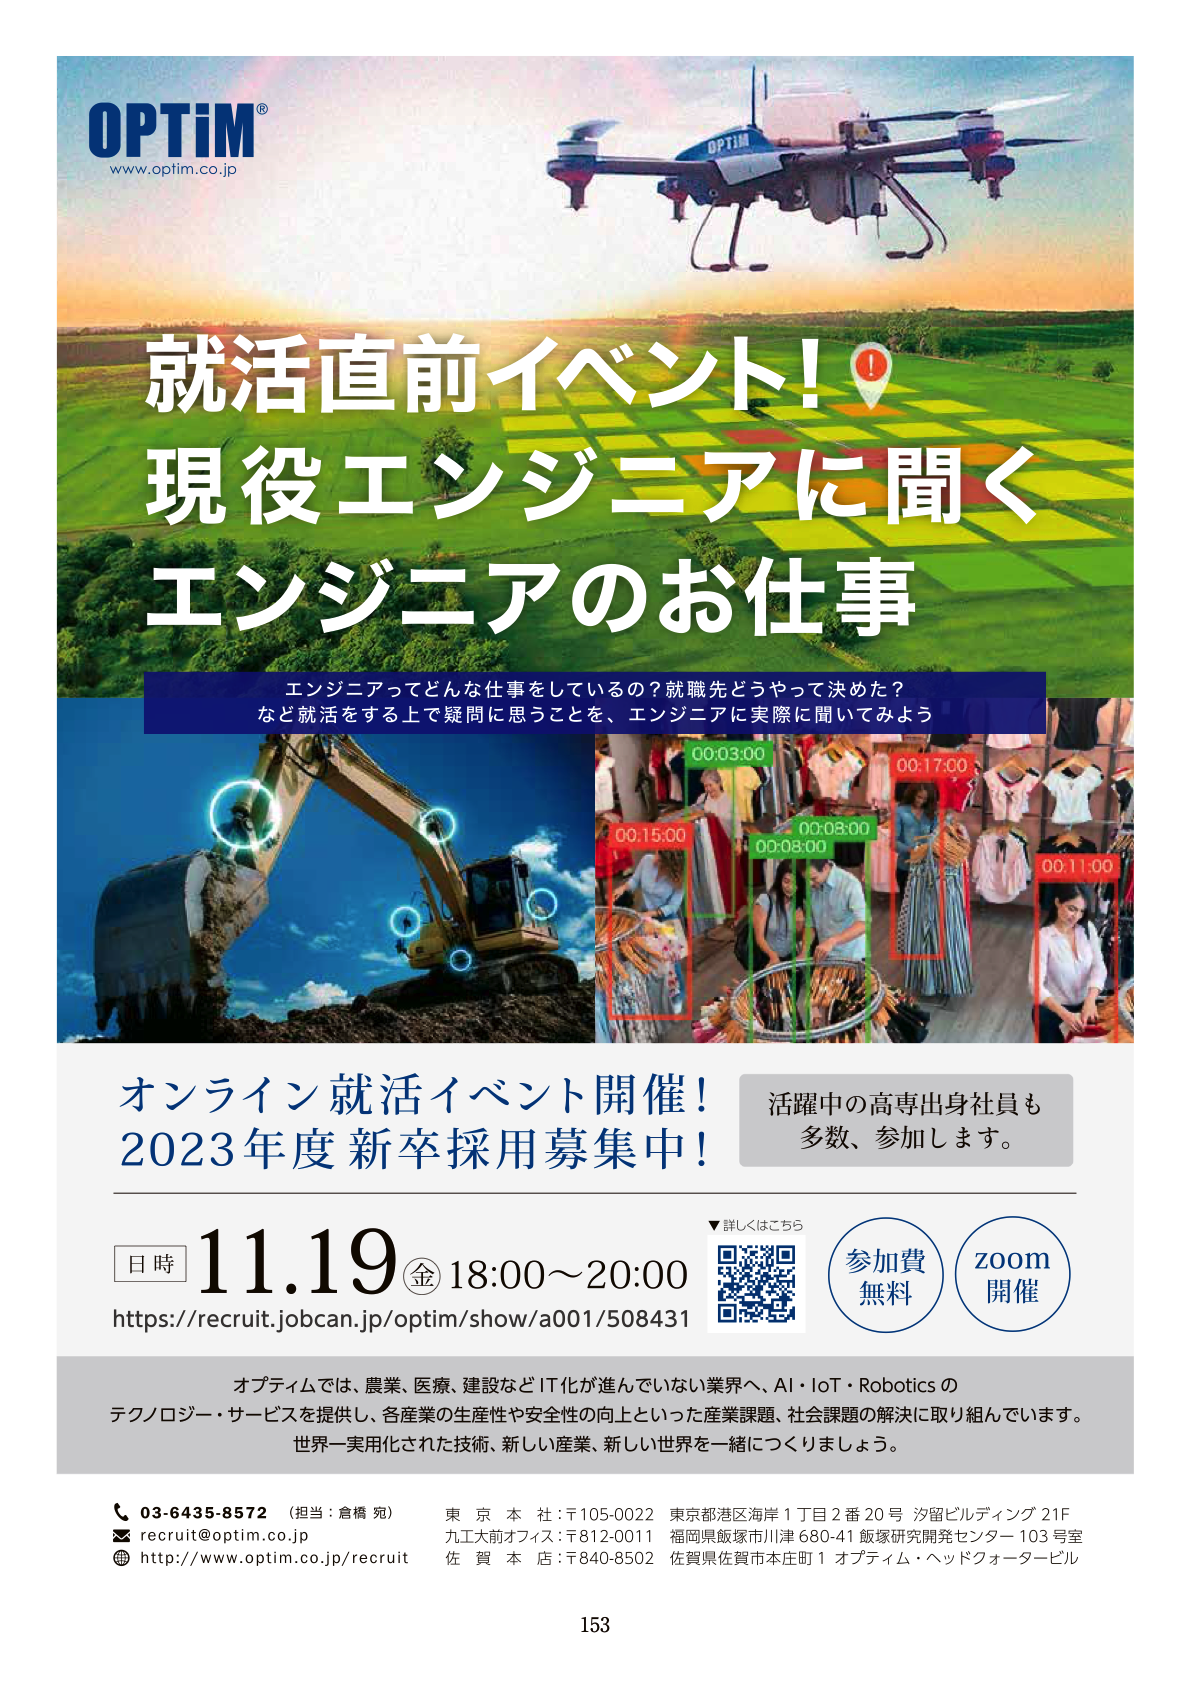 OPTiM®
www.optim.co.jp
OPTiM
就活直前イベント!
!
現役エンジニアに聞く
エンジニアのお仕事
エンジニアってどんな仕事をしているの?就職先どうやって決めた?
など就活をする上で疑問に思うことを、エンジニアに実際に聞いてみよう
00:03:00
00:17:00
00:15:00
00:08:00
00:08:00
00:11:00
オンライン就活イベント開催!
2023年度 新卒採用募集中!
活躍中の高専出身社員も
多数、参加します。
日時 11.19 金 18:00〜20:00
https://recruit.jobcan.jp/optim/show/a001/508431
▼詳しくはこちら
参加費
無料
zoom
開催
オプティムでは、農業、医療、建設などIT化が進んでいない業界へ、AI・IoT・Roboticsの
テクノロジー・サービスを提供し、各産業の生産性や安全性の向上といった産業課題、社会課題の解決に取り組んでいます。
世界一実用化された技術、新しい産業、新しい世界を一緒につくりましょう。
03-6435-8572 (担当:倉橋 宛)
recruit@optim.co.jp
http://www.optim.co.jp/recruit
東京本社:〒105-0022 東京都港区海岸1丁目2番20号 汐留ビルディング 21F
九工大前オフィス:〒812-0011 福岡県飯塚市川津 680-41 飯塚研究開発センター 103号室
佐賀本店:〒840-8502 佐賀県佐賀市本庄町1 オプティム・ヘッドクォータービル
153